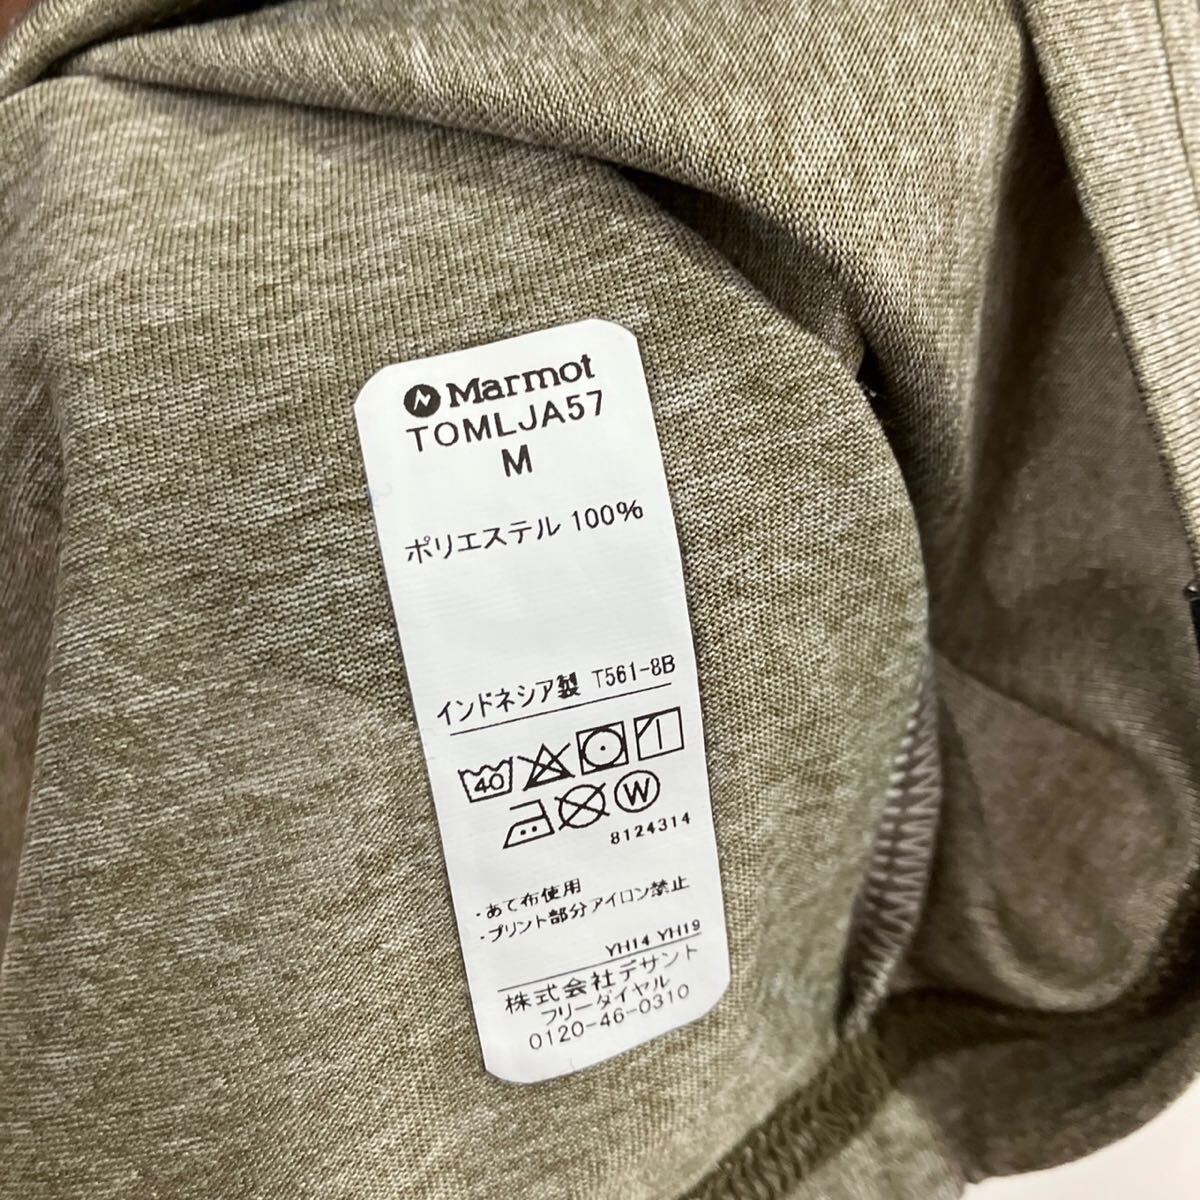 Marmot
TOMLJA57
M
ポリエステル 100%
インドネシア製 T561-8B
40
W
8124314
・あて布使用
・プリント部分アイロン禁止
YH14 YH19
株式会社デサント
フリーダイヤル
0120-46-0310